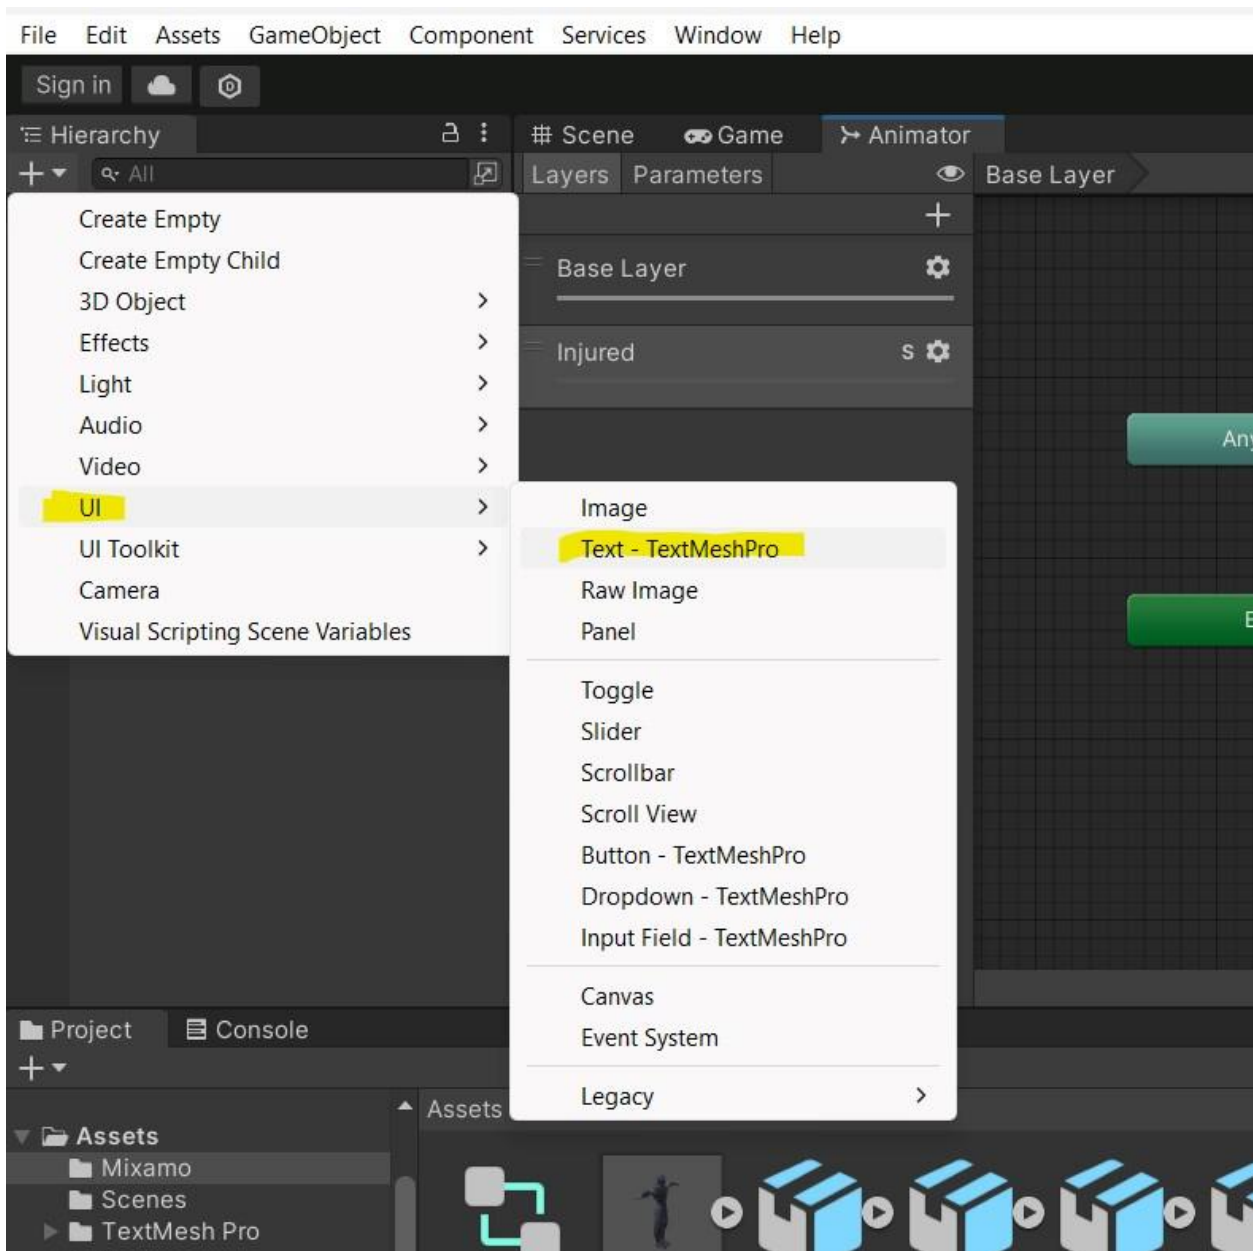 File Edit Assets GameObject Component Services Window Help
Sign in
Hierarchy
All
Scene Game Animator
Layers Parameters Base Layer
Create Empty
Create Empty Child
3D Object
Effects
Light
Audio
Video
UI
UI Toolkit
Camera
Visual Scripting Scene Variables
Base Layer
Injured S
Any
E
Image
Text - TextMeshPro
Raw Image
Panel
Toggle
Slider
Scrollbar
Scroll View
Button - TextMeshPro
Dropdown - TextMeshPro
Input Field - TextMeshPro
Canvas
Event System
Legacy
Project Console
Assets
Assets
Mixamo
Scenes
TextMesh Pro